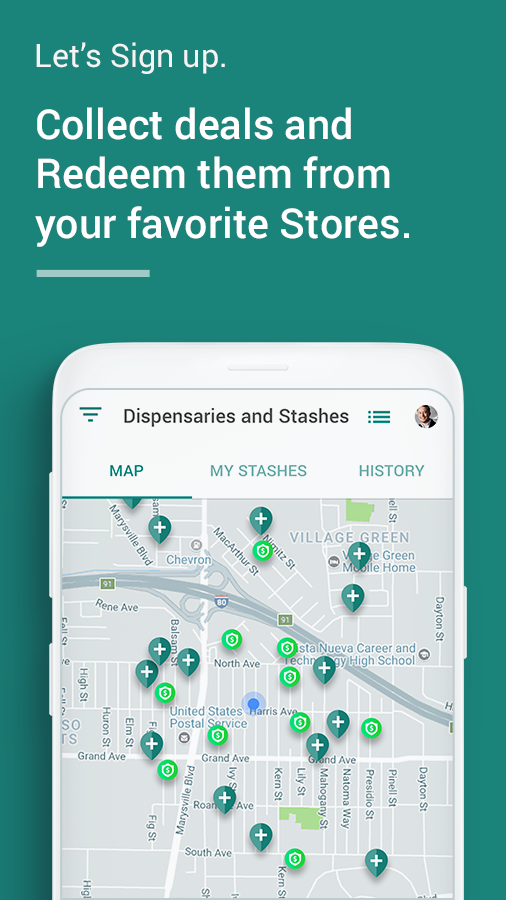 Let's Sign up.
Collect deals and
Redeem them from
your favorite Stores.
Dispensaries and Stashes
MAP
MY STASHES
HISTORY
Marysville Blvd
MacArthur St
Nimitz St
VILLAGE GREEN
Chevron
Village Green
Mobile Home
91
80
91
Rene Ave
Dayton St
Balsam St
North Ave
Vista Nueva Career and
Technology High School
High St
United States
Postal Service
Harris Ave
Huron St
Elm St
Grand Ave
Grand Ave
Grand Ave
Marysville Blvd
Kern St
Lily St
Mahogany St
Natoma Way
Presidio St
Pinell St
Dayton St
Fig St
South Ave
Kern St